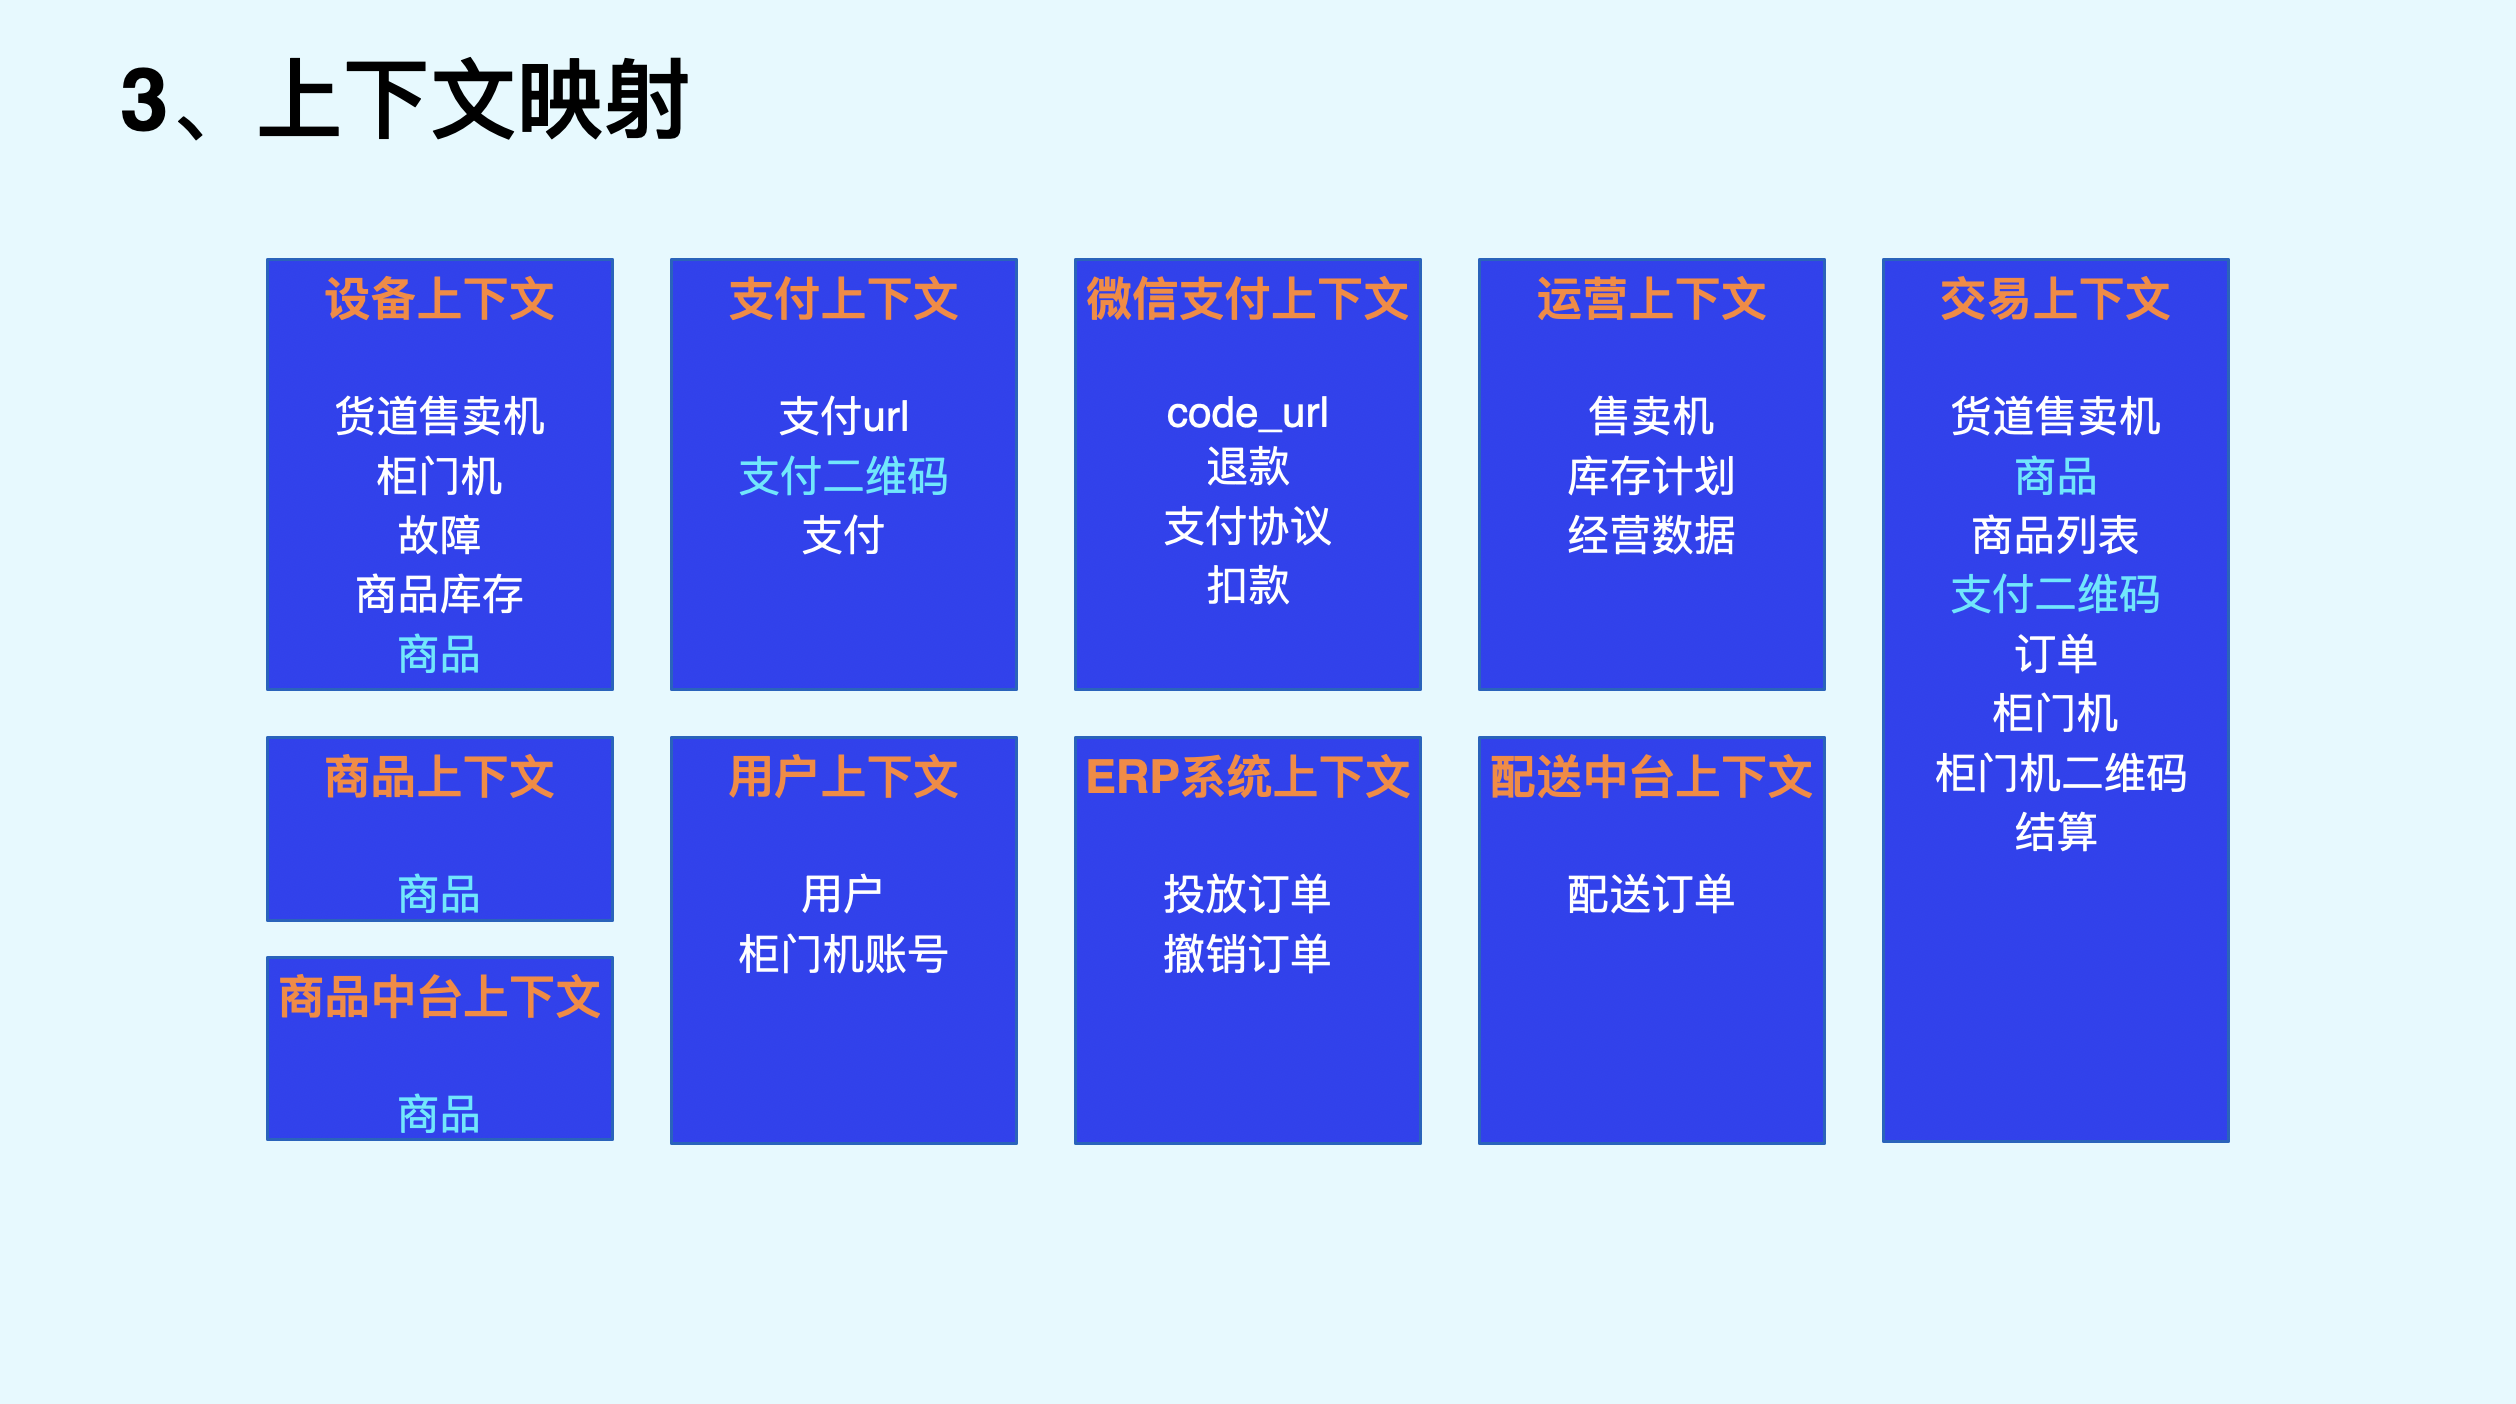 3、上下文映射
设备上下文
货道售卖机
柜门机
故障
商品库存
商品
支付上下文
支付url
支付二维码
支付
微信支付上下文
code_url
退款
支付协议
扣款
运营上下文
售卖机
库存计划
经营数据
交易上下文
货道售卖机
商品
商品列表
支付二维码
订单
柜门机
柜门机二维码
结算
商品上下文
商品
商品中台上下文
商品
用户上下文
用户
柜门机账号
ERP系统上下文
投放订单
撤销订单
配送中台上下文
配送订单